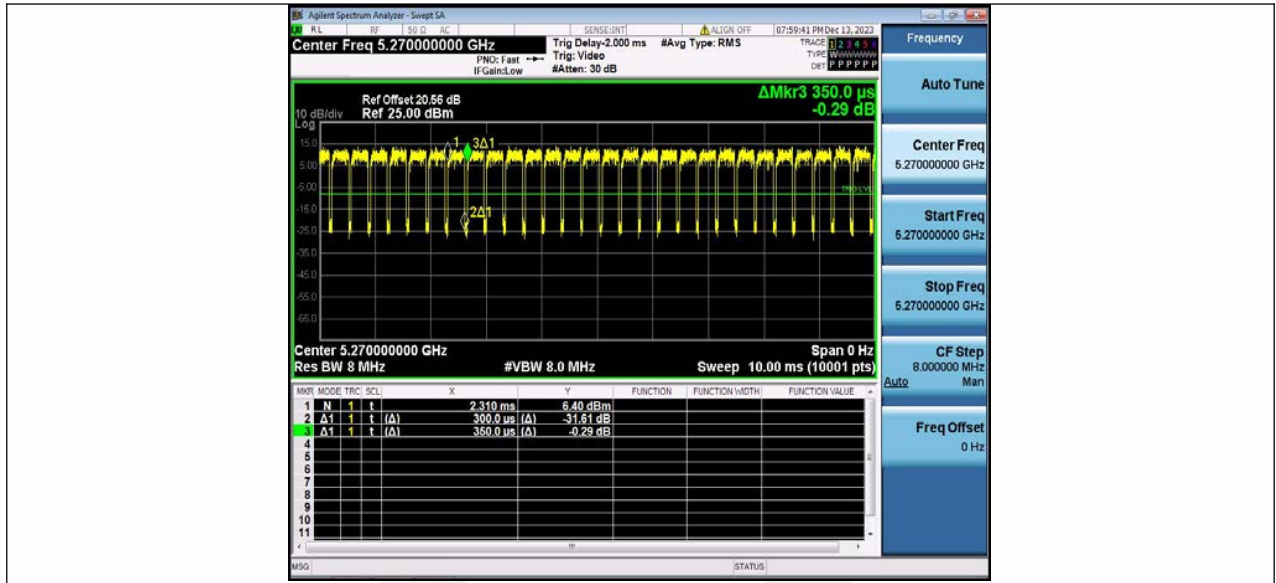 Agilent Spectrum Analyzer - Swept SA
RL RF 50 Ω AC SENSE:INT ALIGN OFF 07:59:41 PM Dec 13, 2023
Center Freq 5.270000000 GHz
Trig Delay-2.000 ms #Avg Type: RMS
TRACE 1 2 3 4 5 6
PNO: Fast Trig: Video
TYPE WWWWWW
IFGain:Low #Atten: 30 dB
DET P P P P P P
ΔMkr3 350.0 µs
-0.29 dB
Ref Offset 20.56 dB
10 dB/div Ref 25.00 dBm
Log
15.0
5.00
-5.00
-15.0
-25.0
-35.0
-45.0
-55.0
-65.0
1 3Δ1
2Δ1
TRIG LVL
Center 5.270000000 GHz Span 0 Hz
Res BW 8 MHz #VBW 8.0 MHz Sweep 10.00 ms (10001 pts)
MKR MODE TRC SCL X Y FUNCTION FUNCTION WIDTH FUNCTION VALUE
1 N 1 t 2.310 ms 6.40 dBm
2 Δ1 1 t (Δ) 300.0 µs (Δ) -31.61 dB
3 Δ1 1 t (Δ) 350.0 µs (Δ) -0.29 dB
4
5
6
7
8
9
10
11
MSG STATUS
Frequency
Auto Tune
Center Freq
5.270000000 GHz
Start Freq
5.270000000 GHz
Stop Freq
5.270000000 GHz
CF Step
8.000000 MHz
Auto Man
Freq Offset
0 Hz